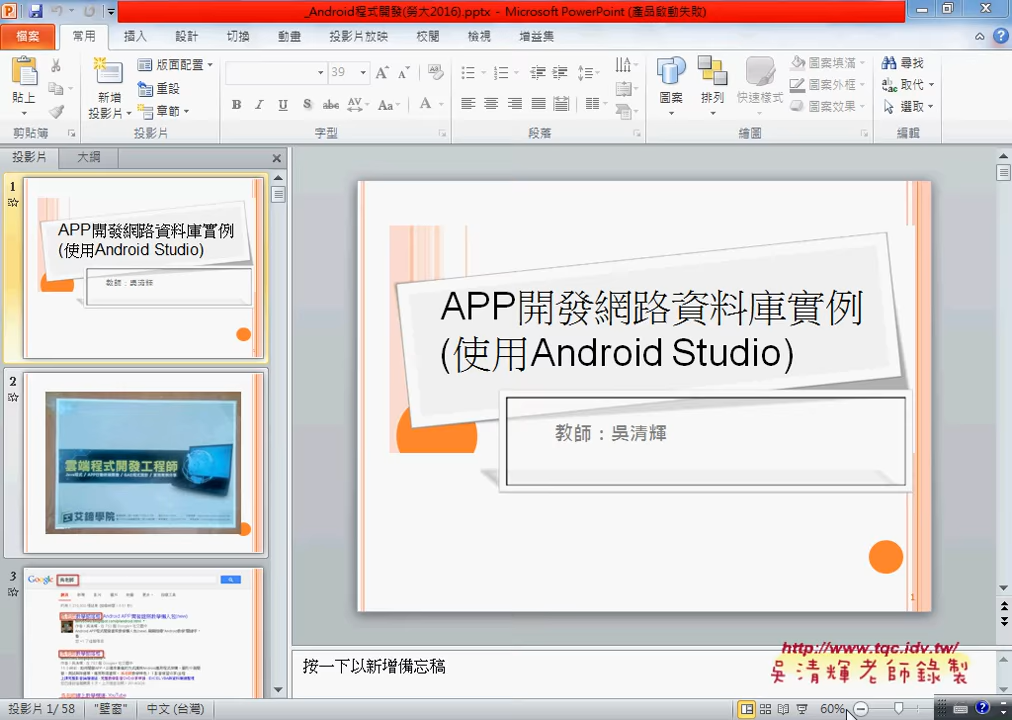 _Android程式開發(勞大2016).pptx - Microsoft PowerPoint (產品啟動失敗)
檔案 常用 插入 設計 切換 動畫 投影片放映 校閱 檢視 增益集
貼上
新增
投影片
版面配置
重設
章節
39
B I U S abc AV Aa A
圖案 排列 快速樣式
圖案填滿
圖案外框
圖案效果
尋找
取代
選取
剪貼簿 投影片 字型 段落 繪圖 編輯
投影片 大綱
1
APP開發網路資料庫實例
(使用Android Studio)
教師：吳清輝
2
雲端程式開發工程師
艾鍗學院
3
Google
APP開發網路資料庫實例
(使用Android Studio)
教師：吳清輝
1
按一下以新增備忘稿
http://www.tqc.idv.tw/
吳清輝老師錄製
投影片 1/58 "壁窗" 中文 (台灣) 60%